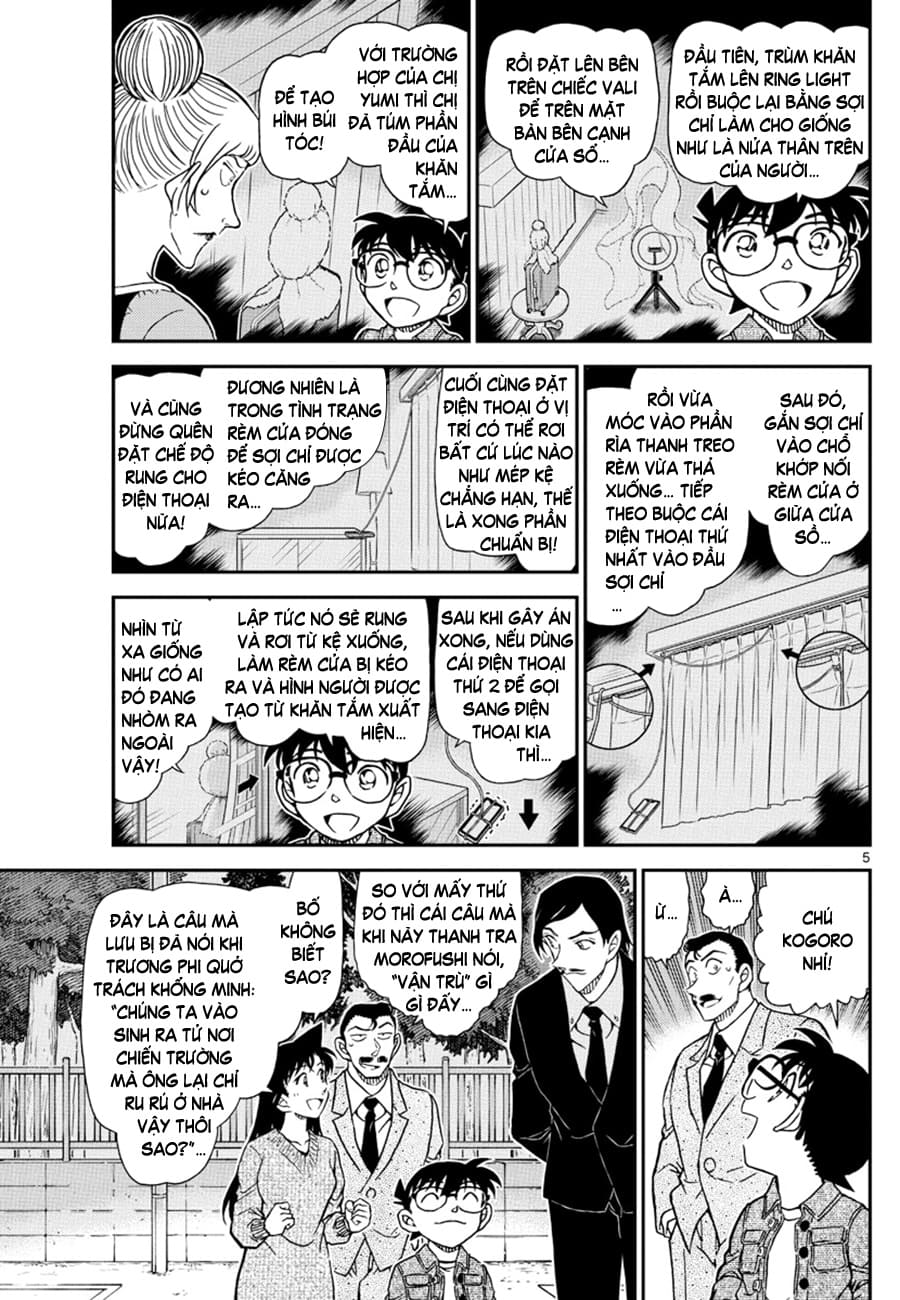 ĐẦU TIÊN, TRÙM KHĂN
TẮM LÊN RING LIGHT
RỒI BUỘC LẠI BẰNG SỢI
CHỈ LÀM CHO GIỐNG
NHƯ LÀ NỬA THÂN TRÊN
CỦA NGƯỜI...
RỒI ĐẶT LÊN BÊN
TRÊN CHIẾC VALI
ĐỂ TRÊN MẶT
BÀN BÊN CẠNH
CỬA SỔ...
VỚI TRƯỜNG
HỢP CỦA CHỊ
YUMI THÌ CHỊ
ĐÃ TÚM PHẦN
ĐẦU CỦA
KHĂN
TẮM...
ĐỂ TẠO
HÌNH BÚI
TÓC!
SAU ĐÓ,
GẮN SỢI CHỈ
VÀO CHỔ
KHỚP NỐI
RÈM CỬA Ở
GIỮA CỬA
SỔ...
RỒI VỪA
MÓC VÀO PHẦN
RÌA THANH TREO
RÈM VỪA THẢ
XUỐNG... TIẾP
THEO BUỘC CÁI
ĐIỆN THOẠI THỨ
NHẤT VÀO ĐẦU
SỢI CHỈ
...
CUỐI CÙNG ĐẶT
ĐIỆN THOẠI Ở VỊ
TRÍ CÓ THỂ RƠI
BẤT CỨ LÚC NÀO
NHƯ MÉP KỆ
CHẲNG HẠN, THẾ
LÀ XONG PHẦN
CHUẨN BỊ!
ĐƯƠNG NHIÊN LÀ
TRONG TÌNH TRẠNG
RÈM CỬA ĐÓNG
ĐỂ SỢI CHỈ ĐƯỢC
KÉO CĂNG
RA...
VÀ CŨNG
ĐỪNG QUÊN
ĐẶT CHẾ ĐỘ
RUNG CHO
ĐIỆN THOẠI
NỮA!
SAU KHI GÂY ÁN
XONG, NẾU DÙNG
CÁI ĐIỆN THOẠI
THỨ 2 ĐỂ GỌI
SANG ĐIỆN
THOẠI KIA
THÌ...
LẬP TỨC NÓ SẼ RUNG
VÀ RƠI TỪ KỆ XUỐNG,
LÀM RÈM CỬA BỊ KÉO
RA VÀ HÌNH NGƯỜI ĐƯỢC
TẠO TỪ KHĂN TẮM XUẤT
HIỆN...
NHÌN TỪ
XA GIỐNG
NHƯ CÓ AI
ĐÓ ĐANG
NHÒM RA
NGOÀI
VẬY!
5
CHÚ
KOGORO
NHỈ!
À...
Ừ...
SO VỚI MẤY THỨ
ĐÓ THÌ CÁI CÂU MÀ
KHI NÃY THANH TRA
MOROFUSHI NÓI,
"VẬN TRÙ" GÌ
GÌ ĐẤY...
BỐ
KHÔNG
BIẾT
SAO?
ĐÂY LÀ CÂU MÀ
LƯU BỊ ĐÃ NÓI KHI
TRƯƠNG PHI QUỞ
TRÁCH KHỔNG MINH:
"CHÚNG TA VÀO
SINH RA TỬ NƠI
CHIẾN TRƯỜNG
MÀ ÔNG LẠI CHỈ
RU RÚ Ở NHÀ
VẬY THÔI
SAO?"...